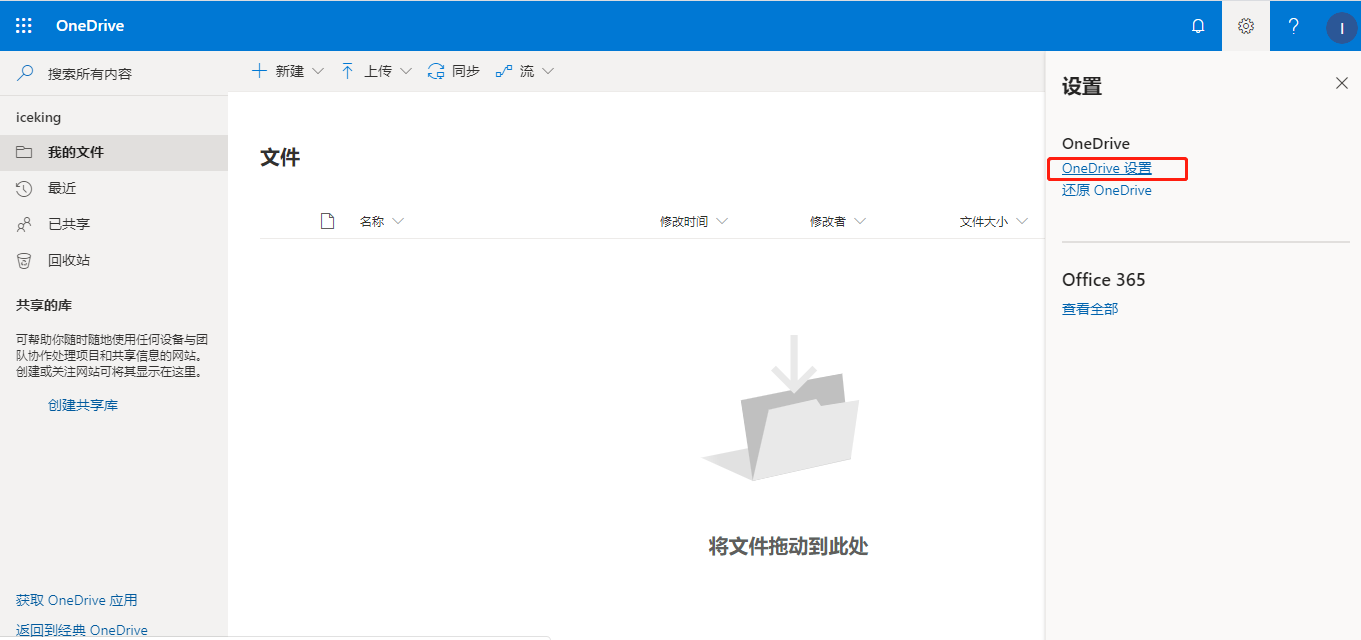 OneDrive
?
I
搜索所有内容
新建
上传
同步
流
iceking
我的文件
最近
已共享
回收站
共享的库
可帮助你随时随地使用任何设备与团
队协作处理项目和共享信息的网站。
创建或关注网站可将其显示在这里。
创建共享库
获取 OneDrive 应用
返回到经典 OneDrive
文件
名称
修改时间
修改者
文件大小
将文件拖动到此处
设置
OneDrive
OneDrive 设置
还原 OneDrive
Office 365
查看全部